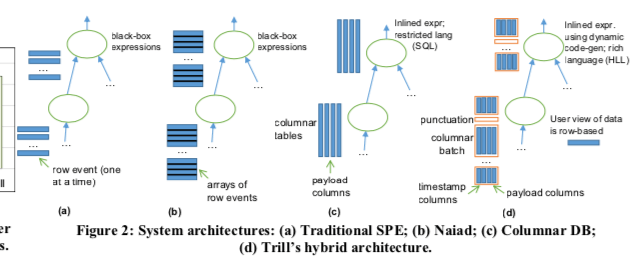 black-box
expressions
...
...
row event (one
at a time)
(a)
black-box
expressions
...
...
arrays of
row events
(b)
Inlined expr;
restricted lang
(SQL)
...
columnar
tables
...
payload
columns
(c)
Inlined expr.
using dynamic
code-gen; rich
language (HLL)
...
...
punctuation
columnar
batch
...
User view of data
is row-based
...
timestamp
columns
payload columns
(d)
Figure 2: System architectures: (a) Traditional SPE; (b) Naiad; (c) Columnar DB;
(d) Trill's hybrid architecture.
er
s.